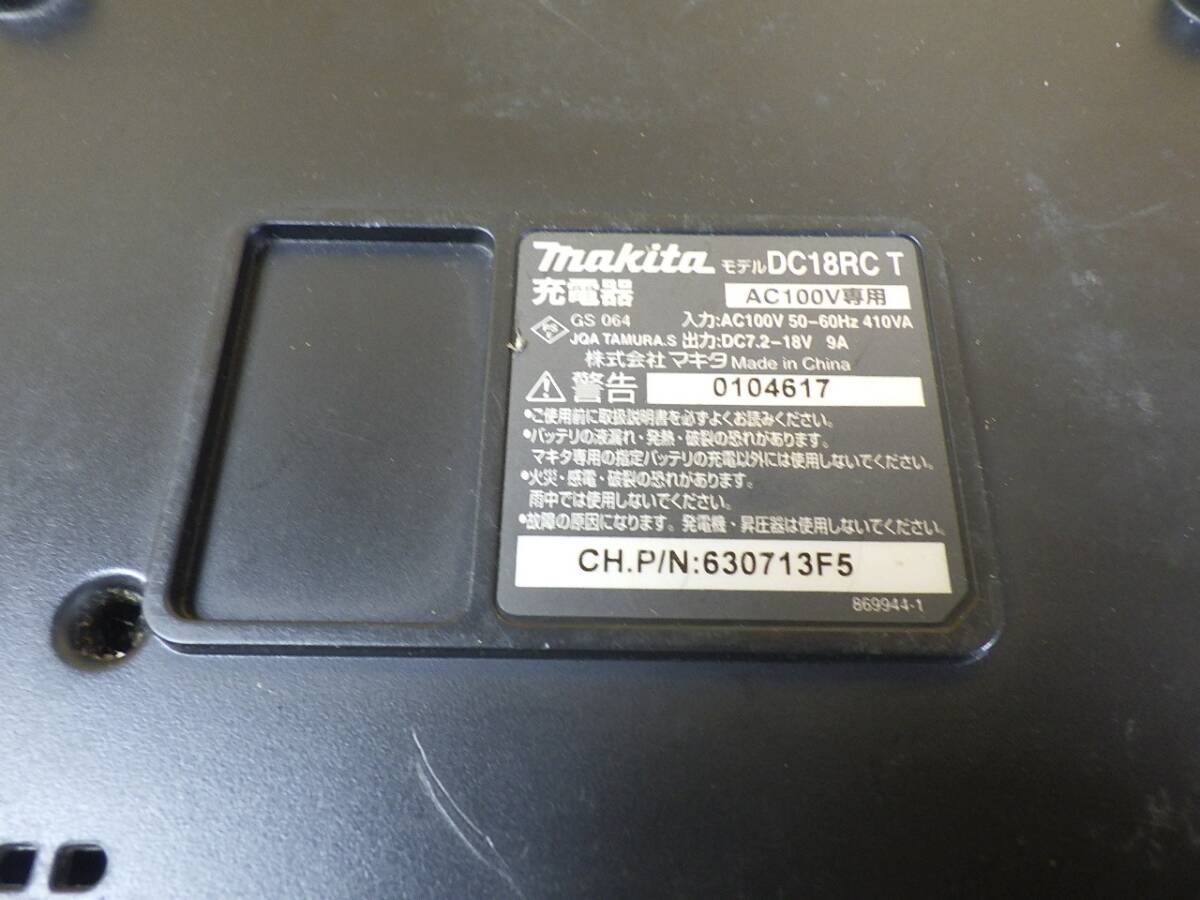 makita モデル DC18RC T
充電器 AC100V専用
GS 064 入力:AC100V 50-60Hz 410VA
JQA TAMURA.S 出力:DC7.2-18V 9A
株式会社 マキタ Made in China
警告 0104617
•ご使用前に取扱説明書を必ずよくお読みください。
•バッテリの液漏れ・発熱・破裂の恐れがあります。
マキタ専用の指定バッテリの充電以外には使用しないでください。
•火災・感電・破裂の恐れがあります。
雨中では使用しないでください。
•故障の原因になります。発電機・昇圧器は使用しないでください。
CH.P/N:630713F5
869944-1